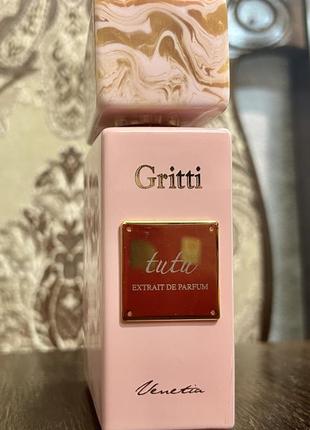 Gritti
tutu
EXTRAIT DE PARFUM
Venetia